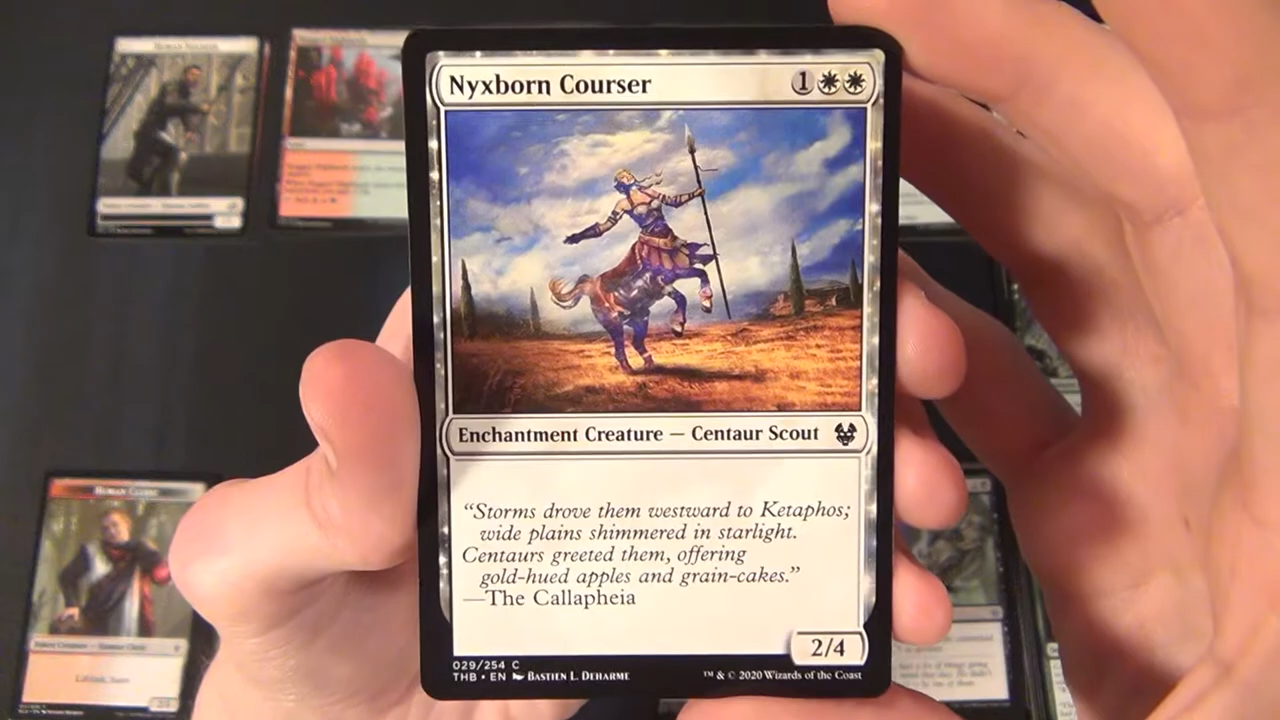 Nyxborn Courser 1
Enchantment Creature — Centaur Scout
“Storms drove them westward to Ketaphos;
wide plains shimmered in starlight.
Centaurs greeted them, offering
gold-hued apples and grain-cakes.”
—The Callapheia
2/4
029/254 C
THB • EN Bastien L. Deharme
™ & © 2020 Wizards of the Coast
Human Soldier
Human Cleric
Lifelink, haste